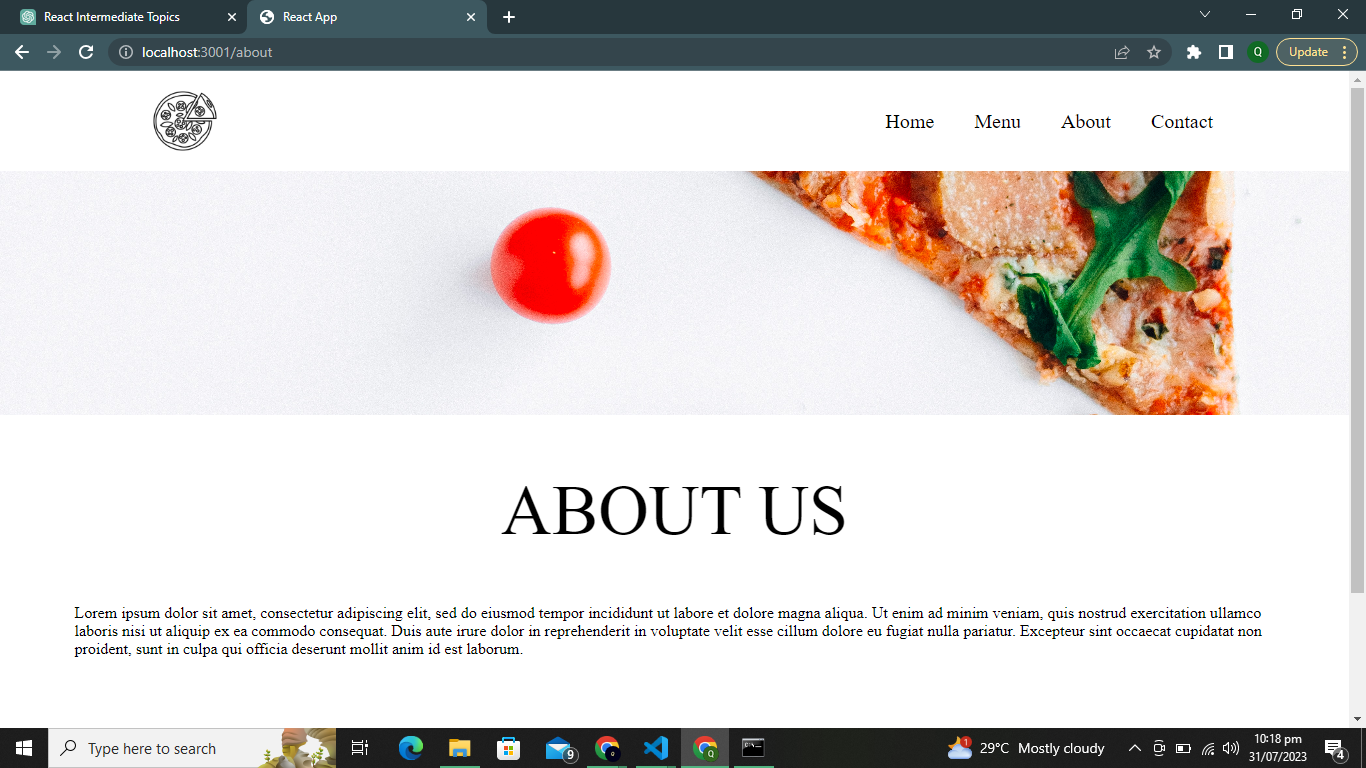 React Intermediate Topics
React App
localhost:3001/about
Q
Update
Home Menu About Contact
ABOUT US
Lorem ipsum dolor sit amet, consectetur adipiscing elit, sed do eiusmod tempor incididunt ut labore et dolore magna aliqua. Ut enim ad minim veniam, quis nostrud exercitation ullamco
laboris nisi ut aliquip ex ea commodo consequat. Duis aute irure dolor in reprehenderit in voluptate velit esse cillum dolore eu fugiat nulla pariatur. Excepteur sint occaecat cupidatat non
proident, sunt in culpa qui officia deserunt mollit anim id est laborum.
Type here to search
9
Q
1
29°C Mostly cloudy
10:18 pm
31/07/2023
4